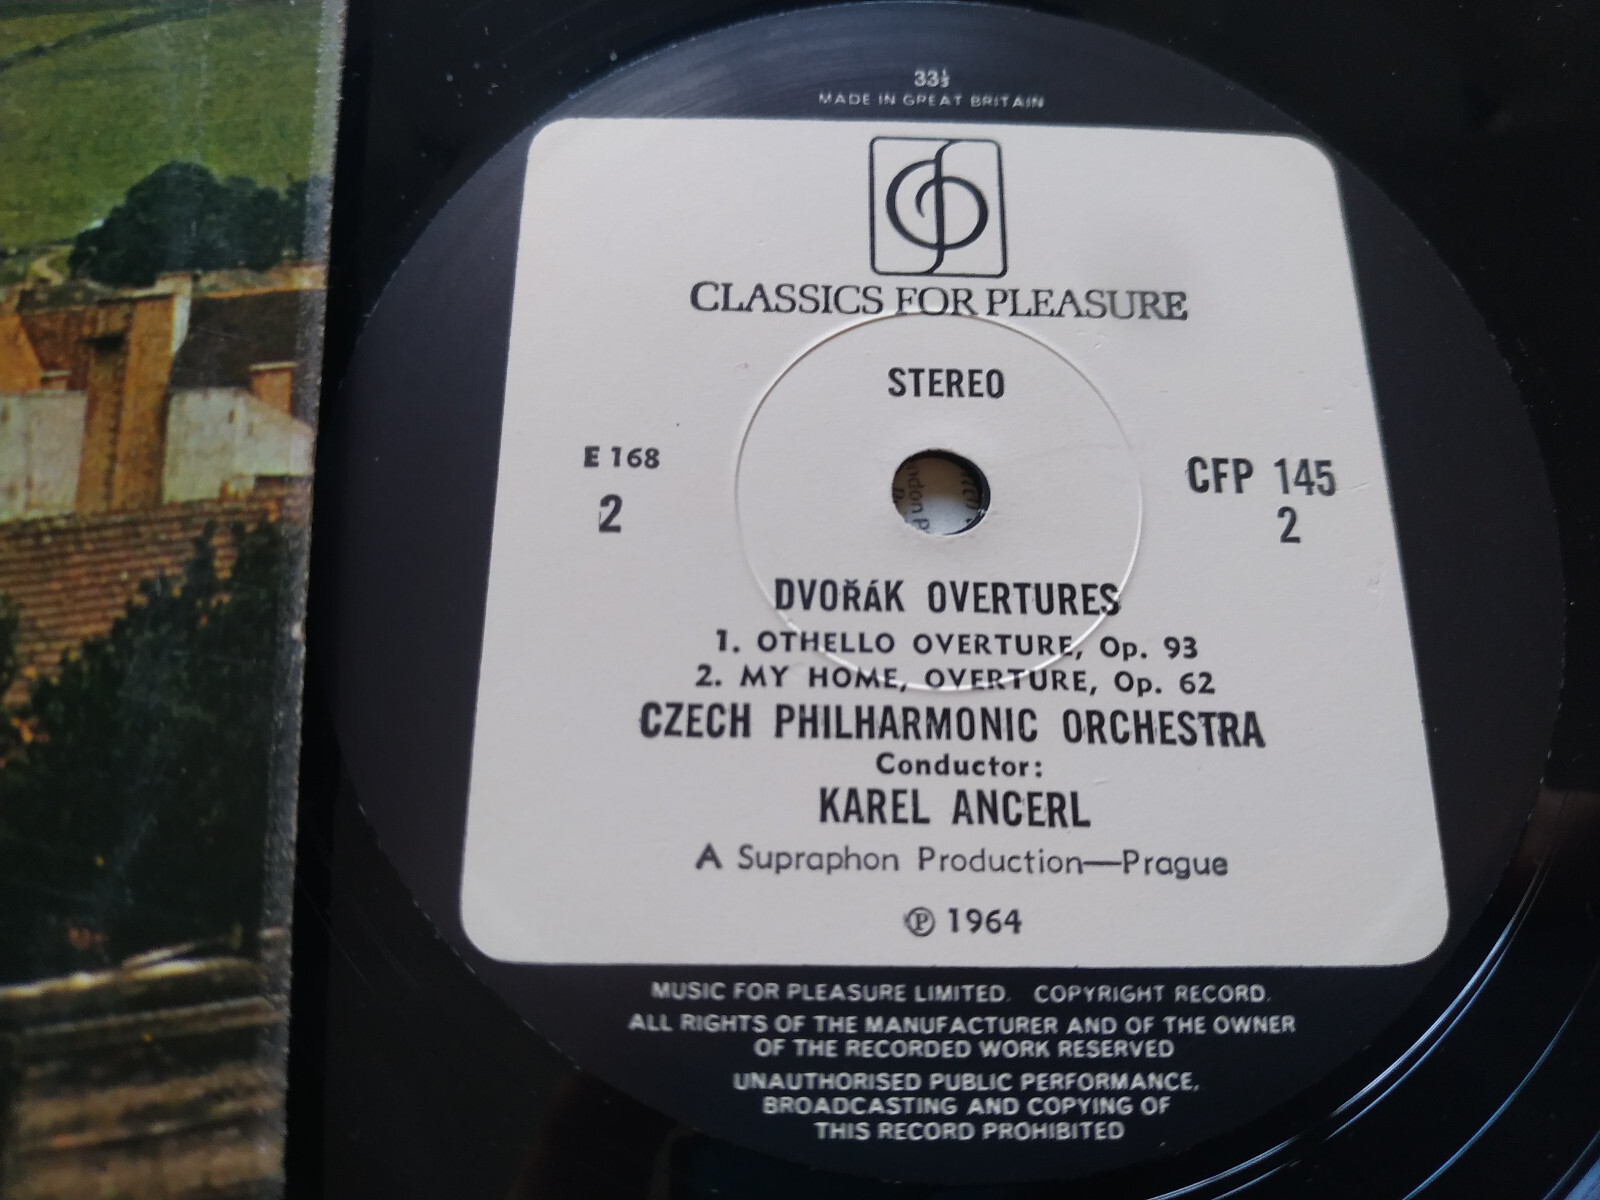 33⅓
MADE IN GREAT BRITAIN
CLASSICS FOR PLEASURE
STEREO
E 168
2
CFP 145
2
DVOŘÁK OVERTURES
1. OTHELLO OVERTURE, Op. 93
2. MY HOME, OVERTURE, Op. 62
CZECH PHILHARMONIC ORCHESTRA
Conductor:
KAREL ANCERL
A Supraphon Production—Prague
Ⓟ 1964
MUSIC FOR PLEASURE LIMITED. COPYRIGHT RECORD.
ALL RIGHTS OF THE MANUFACTURER AND OF THE OWNER
OF THE RECORDED WORK RESERVED
UNAUTHORISED PUBLIC PERFORMANCE,
BROADCASTING AND COPYING OF
THIS RECORD PROHIBITED